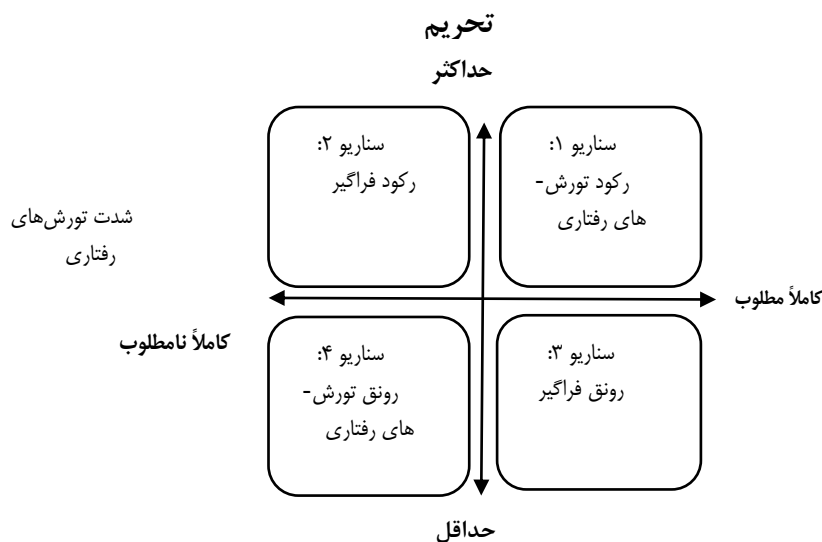 تحریم
حداکثر
سناریو ۱:
رکود تورش-
های رفتاری
سناریو ۲:
رکود فراگیر
شدت تورش‌های
رفتاری
کاملاً مطلوب
کاملاً نامطلوب
سناریو ۳:
رونق فراگیر
سناریو ۴:
رونق تورش-
های رفتاری
حداقل